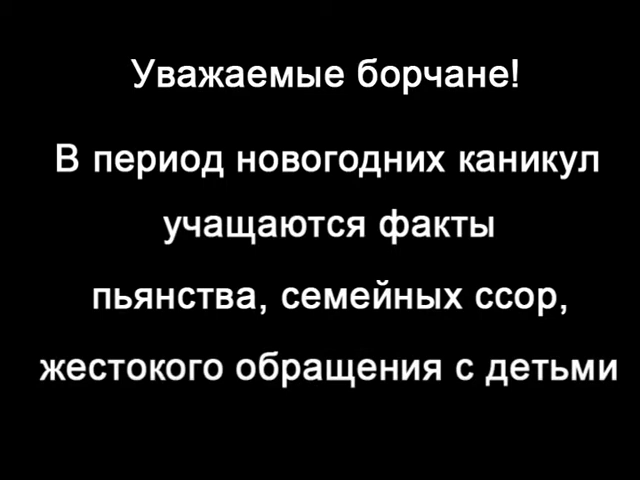 Уважаемые борчане!
В период новогодних каникул
учащаются факты
пьянства, семейных ссор,
жестокого обращения с детьми